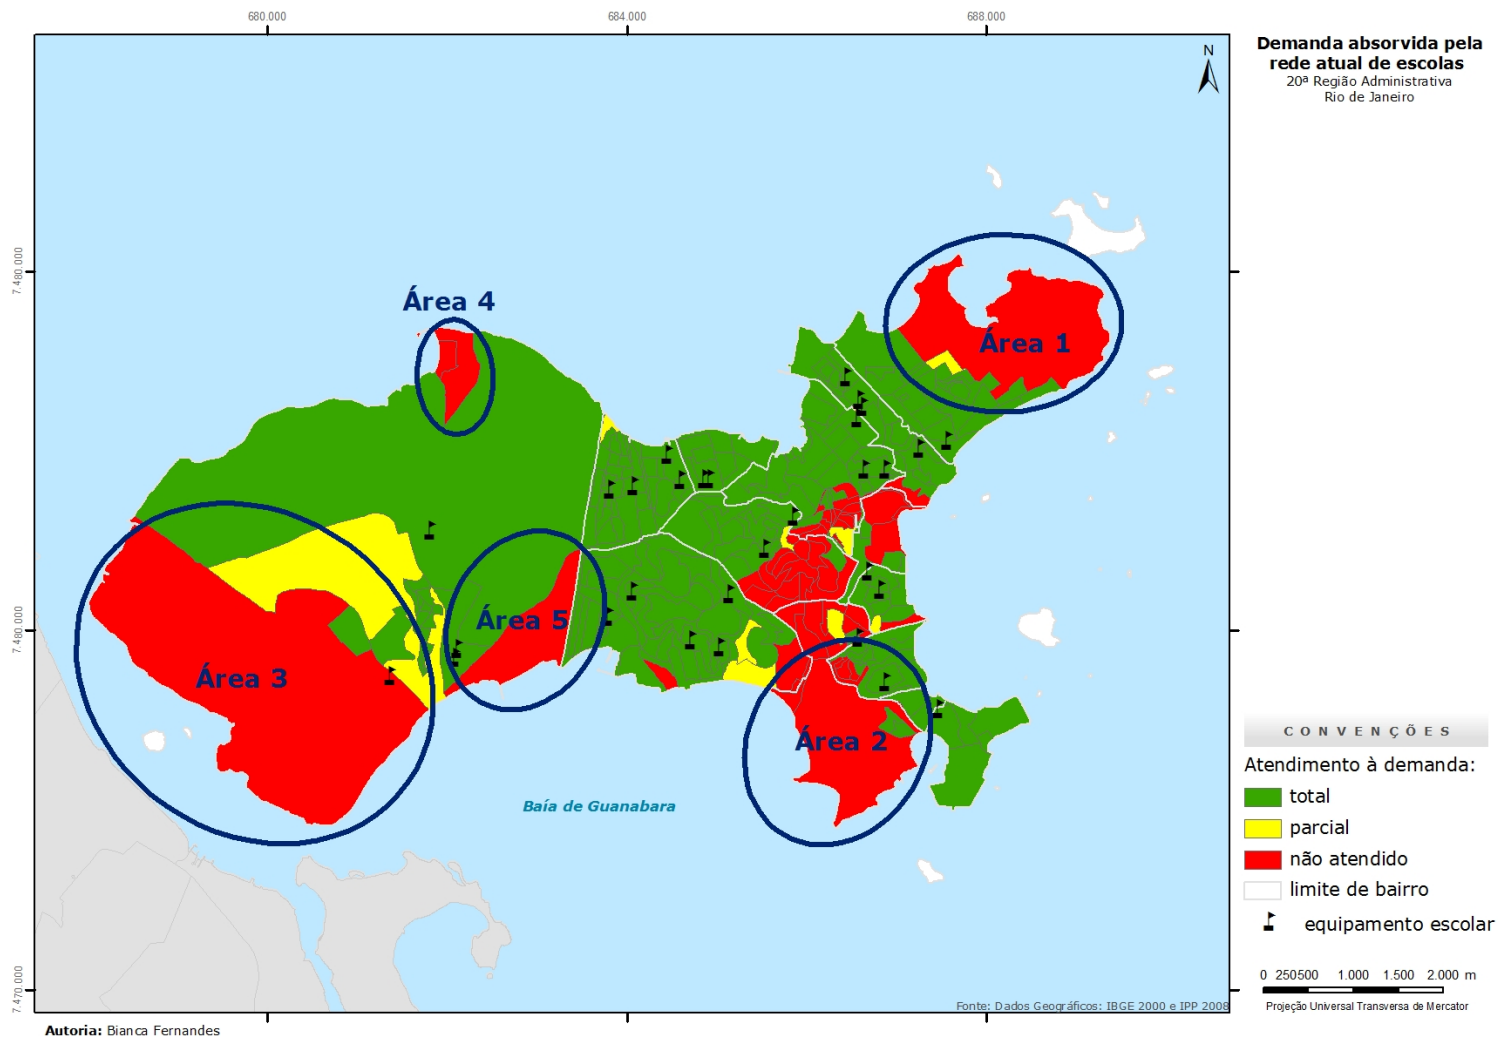 680.000
684.000
688.000
Demanda absorvida pela
rede atual de escolas
20ª Região Administrativa
Rio de Janeiro
N
7.480.000
7.480.000
7.470.000
Área 4
Área 1
Área 5
Área 3
Área 2
Baía de Guanabara
CONVENÇÕES
Atendimento à demanda:
total
parcial
não atendido
limite de bairro
equipamento escolar
0 250500 1.000 1.500 2.000 m
Projeção Universal Transversa de Mercator
Fonte: Dados Geográficos: IBGE 2000 e IPP 2008
Autoria: Bianca Fernandes